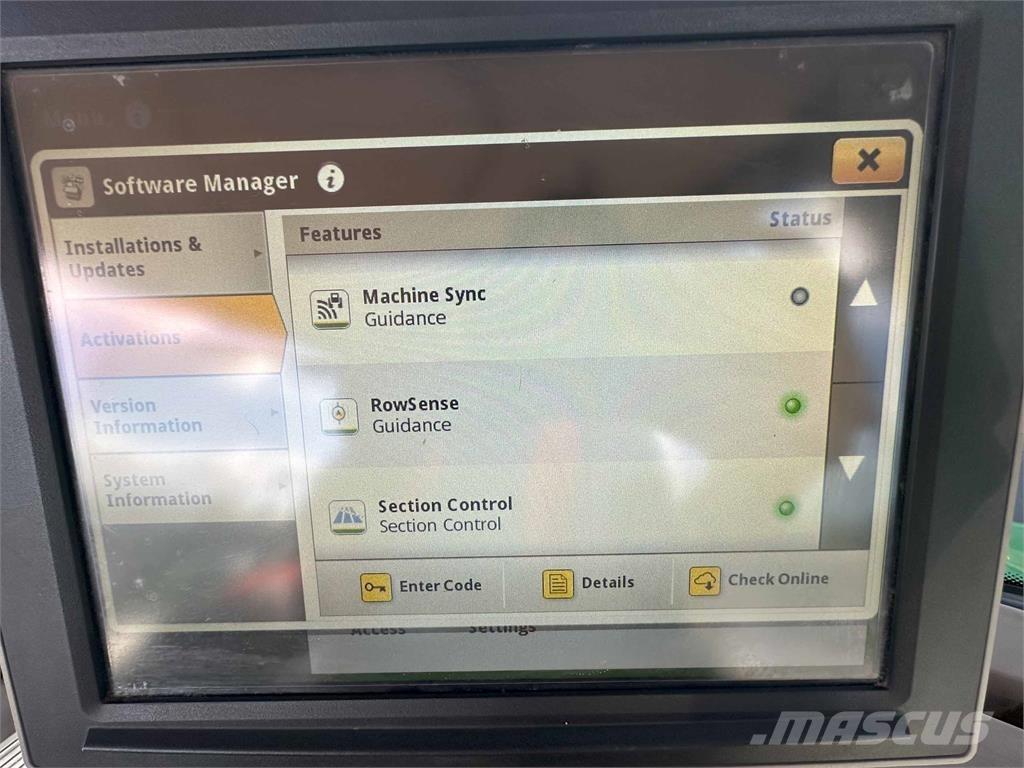 Menu
Software Manager
Installations &
Updates
Activations
Version
Information
System
Information
Features
Status
Machine Sync
Guidance
RowSense
Guidance
Section Control
Section Control
Enter Code
Details
Check Online
Access
Settings
MASCUS